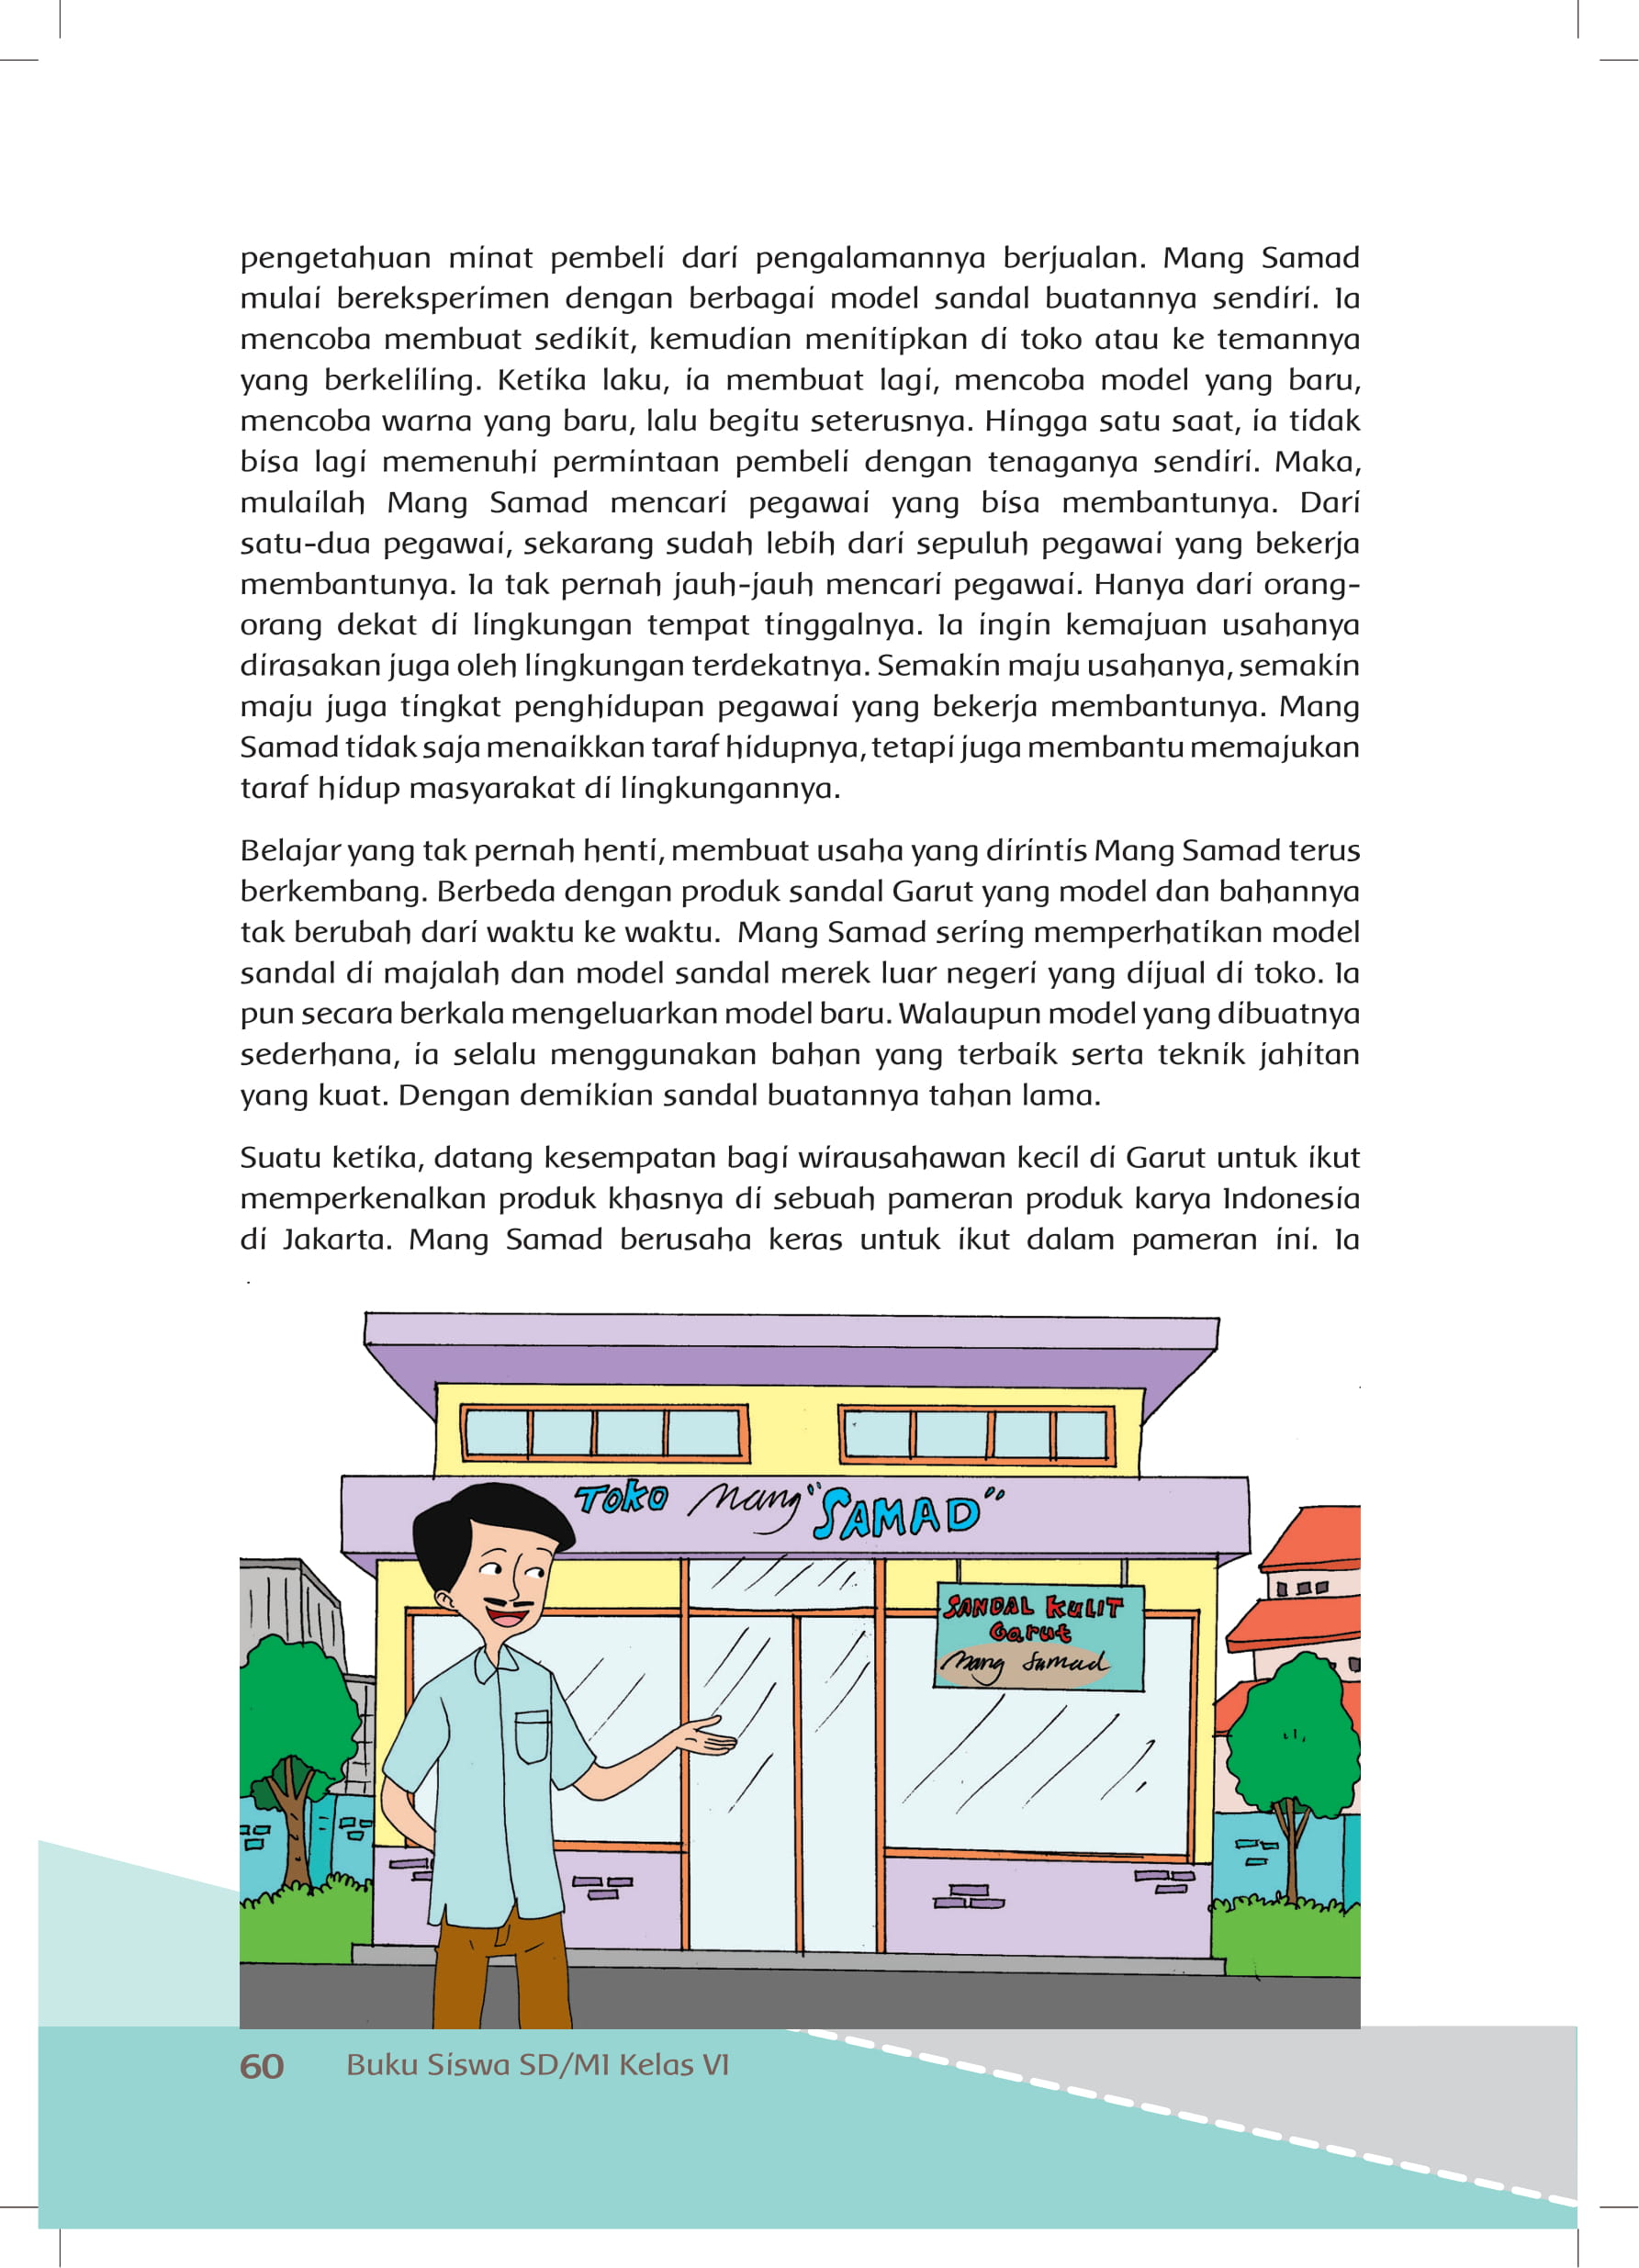 pengetahuan minat pembeli dari pengalamannya berjualan. Mang Samad
mulai bereksperimen dengan berbagai model sandal buatannya sendiri. Ia
mencoba membuat sedikit, kemudian menitipkan di toko atau ke temannya
yang berkeliling. Ketika laku, ia membuat lagi, mencoba model yang baru,
mencoba warna yang baru, lalu begitu seterusnya. Hingga satu saat, ia tidak
bisa lagi memenuhi permintaan pembeli dengan tenaganya sendiri. Maka,
mulailah Mang Samad mencari pegawai yang bisa membantunya. Dari
satu-dua pegawai, sekarang sudah lebih dari sepuluh pegawai yang bekerja
membantunya. Ia tak pernah jauh-jauh mencari pegawai. Hanya dari orang-
orang dekat di lingkungan tempat tinggalnya. Ia ingin kemajuan usahanya
dirasakan juga oleh lingkungan terdekatnya. Semakin maju usahanya, semakin
maju juga tingkat penghidupan pegawai yang bekerja membantunya. Mang
Samad tidak saja menaikkan taraf hidupnya, tetapi juga membantu memajukan
taraf hidup masyarakat di lingkungannya.
Belajar yang tak pernah henti, membuat usaha yang dirintis Mang Samad terus
berkembang. Berbeda dengan produk sandal Garut yang model dan bahannya
tak berubah dari waktu ke waktu. Mang Samad sering memperhatikan model
sandal di majalah dan model sandal merek luar negeri yang dijual di toko. Ia
pun secara berkala mengeluarkan model baru. Walaupun model yang dibuatnya
sederhana, ia selalu menggunakan bahan yang terbaik serta teknik jahitan
yang kuat. Dengan demikian sandal buatannya tahan lama.
Suatu ketika, datang kesempatan bagi wirausahawan kecil di Garut untuk ikut
memperkenalkan produk khasnya di sebuah pameran produk karya Indonesia
di Jakarta. Mang Samad berusaha keras untuk ikut dalam pameran ini. Ia
TOKO Mang "SAMAD"
SANDAL KULIT
Garut
Mang Samad
60 Buku Siswa SD/MI Kelas VI